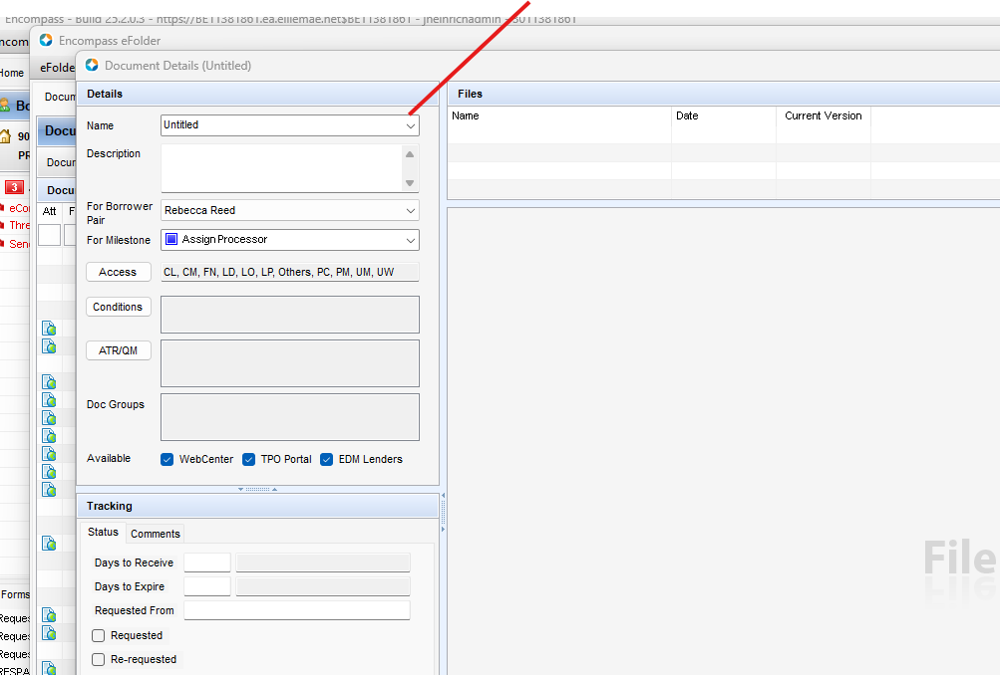 Encompass - Build 25.2.0.3 - https://BE11381861.ea.elliemae.net$BE11381861 - jheinrichadmin - 3011381861
Encompass eFolder
Document Details (Untitled)
Home
eFolde
Docum
Bo
90
PR
Docu
Docum
Docu
3
eCo
Thre
Sen
Att
F
Details
Name
Untitled
Description
For Borrower
Pair
Rebecca Reed
For Milestone
Assign Processor
Access
CL, CM, FN, LD, LO, LP, Others, PC, PM, UM, UW
Conditions
ATR/QM
Doc Groups
Available
WebCenter
TPO Portal
EDM Lenders
Tracking
Status
Comments
Days to Receive
Days to Expire
Requested From
Requested
Re-requested
Files
Name
Date
Current Version
File
Forms
Reques
Reques
Reques
RESPA